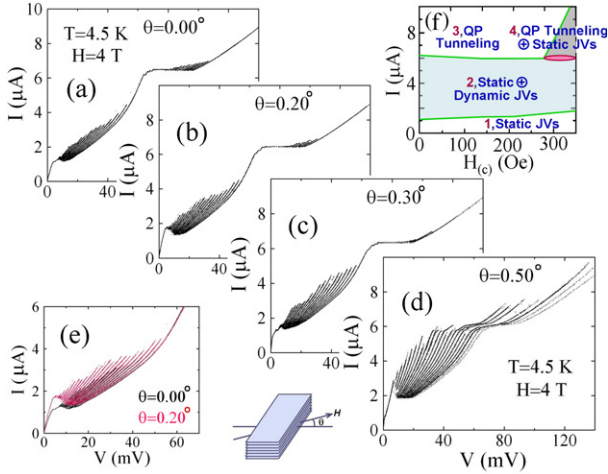 T=4.5 K
H=4 T
θ=0.00°
(a)
I (μA)
10
8
6
4
2
0
0
40
θ=0.20°
(b)
I (μA)
8
6
4
2
0
0
40
θ=0.30°
(c)
I (μA)
8
6
4
2
0
0
40
θ=0.50°
(d)
T=4.5 K
H=4 T
I (μA)
8
6
4
2
0
0
40
80
120
V (mV)
(e)
θ=0.00°
θ=0.20°
I (μA)
6
4
2
0
0
20
40
60
V (mV)
H
θ
(f)
3,QP
Tunneling
4,QP Tunneling
⊕ Static JVs
2,Static ⊕
Dynamic JVs
1,Static JVs
I (μA)
8
4
0
0
100
200
300
H(c) (Oe)